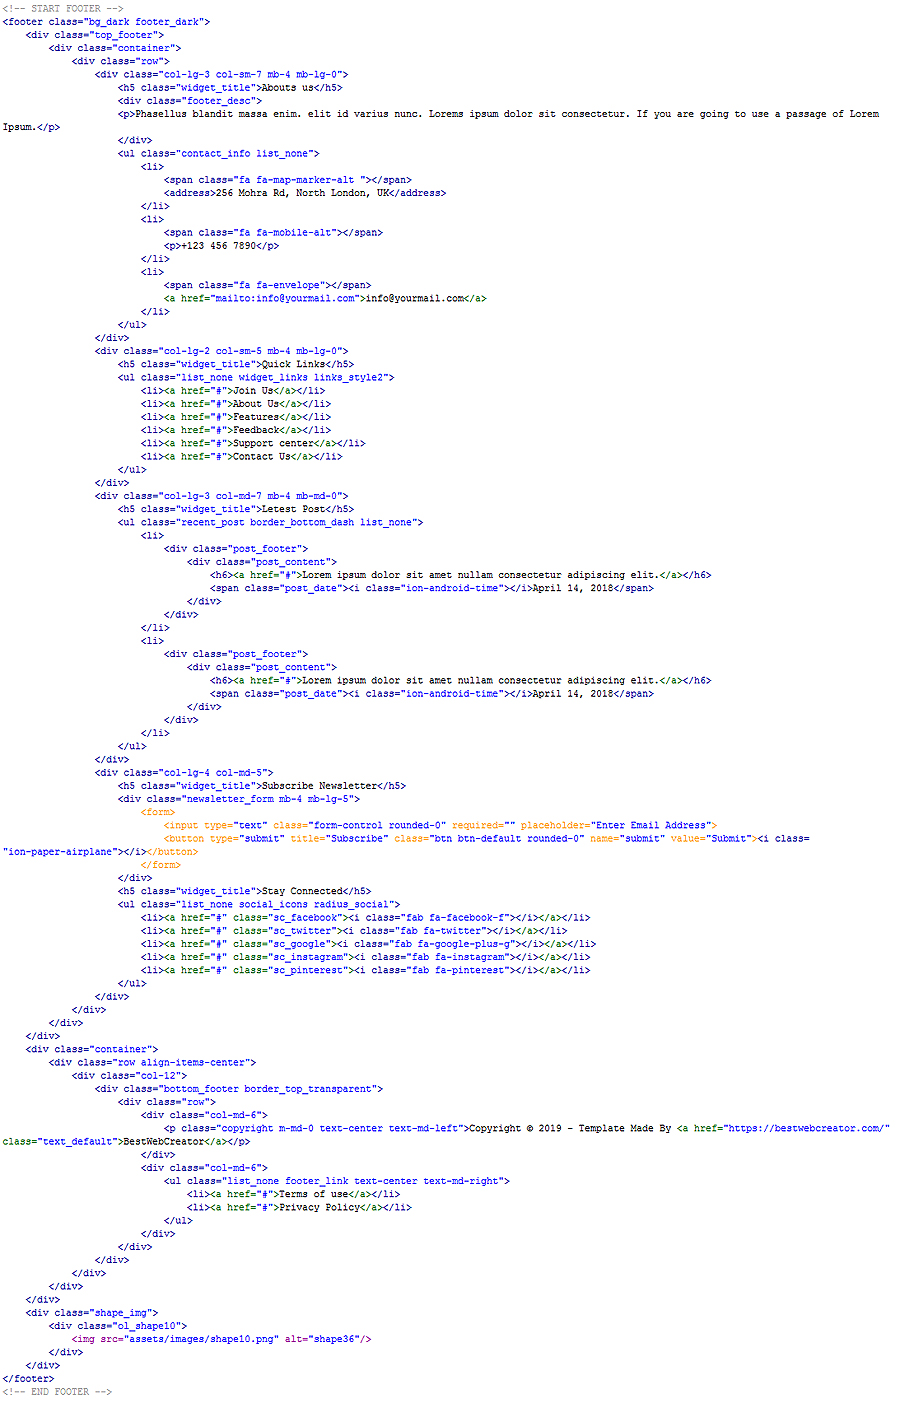 <!-- START FOOTER -->
<footer class="bg_dark footer_dark">
<div class="top_footer">
<div class="container">
<div class="row">
<div class="col-lg-3 col-sm-7 mb-4 mb-lg-0">
<h5 class="widget_title">Abouts us</h5>
<div class="footer_desc">
<p>Phasellus blandit massa enim. elit id varius nunc. Lorems ipsum dolor sit consectetur. If you are going to use a passage of Lorem
Ipsum.</p>
</div>
<ul class="contact_info list_none">
<li>
<span class="fa fa-map-marker-alt "></span>
<address>256 Mohra Rd, North London, UK</address>
</li>
<li>
<span class="fa fa-mobile-alt"></span>
<p>+123 456 7890</p>
</li>
<li>
<span class="fa fa-envelope"></span>
<a href="mailto:info@yourmail.com">info@yourmail.com</a>
</li>
</ul>
</div>
<div class="col-lg-2 col-sm-5 mb-4 mb-lg-0">
<h5 class="widget_title">Quick Links</h5>
<ul class="list_none widget_links links_style2">
<li><a href="#">Join Us</a></li>
<li><a href="#">About Us</a></li>
<li><a href="#">Features</a></li>
<li><a href="#">Feedback</a></li>
<li><a href="#">Support center</a></li>
<li><a href="#">Contact Us</a></li>
</ul>
</div>
<div class="col-lg-3 col-md-7 mb-4 mb-md-0">
<h5 class="widget_title">Letest Post</h5>
<ul class="recent_post border_bottom_dash list_none">
<li>
<div class="post_footer">
<div class="post_content">
<h6><a href="#">Lorem ipsum dolor sit amet nullam consectetur adipiscing elit.</a></h6>
<span class="post_date"><i class="ion-android-time"></i>April 14, 2018</span>
</div>
</div>
</li>
<li>
<div class="post_footer">
<div class="post_content">
<h6><a href="#">Lorem ipsum dolor sit amet nullam consectetur adipiscing elit.</a></h6>
<span class="post_date"><i class="ion-android-time"></i>April 14, 2018</span>
</div>
</div>
</li>
</ul>
</div>
<div class="col-lg-4 col-md-5">
<h5 class="widget_title">Subscribe Newsletter</h5>
<div class="newsletter_form mb-4 mb-lg-5">
<form>
<input type="text" class="form-control rounded-0" required="" placeholder="Enter Email Address">
<button type="submit" title="Subscribe" class="btn btn-default rounded-0" name="submit" value="Submit"><i class=
"ion-paper-airplane"></i></button>
</form>
</div>
<h5 class="widget_title">Stay Connected</h5>
<ul class="list_none social_icons radius_social">
<li><a href="#" class="sc_facebook"><i class="fab fa-facebook-f"></i></a></li>
<li><a href="#" class="sc_twitter"><i class="fab fa-twitter"></i></a></li>
<li><a href="#" class="sc_google"><i class="fab fa-google-plus-g"></i></a></li>
<li><a href="#" class="sc_instagram"><i class="fab fa-instagram"></i></a></li>
<li><a href="#" class="sc_pinterest"><i class="fab fa-pinterest"></i></a></li>
</ul>
</div>
</div>
</div>
</div>
<div class="container">
<div class="row align-items-center">
<div class="col-12">
<div class="bottom_footer border_top_transparent">
<div class="row">
<div class="col-md-6">
<p class="copyright m-md-0 text-center text-md-left">Copyright © 2019 - Template Made By <a href="https://bestwebcreator.com/"
class="text_default">BestWebCreator</a></p>
</div>
<div class="col-md-6">
<ul class="list_none footer_link text-center text-md-right">
<li><a href="#">Terms of use</a></li>
<li><a href="#">Privacy Policy</a></li>
</ul>
</div>
</div>
</div>
</div>
</div>
</div>
<div class="shape_img">
<div class="ol_shape10">
<img src="assets/images/shape10.png" alt="shape36"/>
</div>
</div>
</footer>
<!-- END FOOTER -->